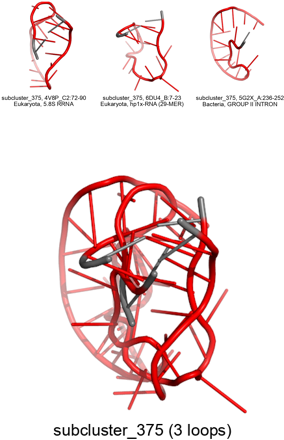 subcluster_375, 4V8P_C2:72-90
Eukaryota, 5.8S RRNA
subcluster_375, 6DU4_B:7-23
Eukaryota, hp1x-RNA (29-MER)
subcluster_375, 5G2X_A:236-252
Bacteria, GROUP II INTRON
subcluster_375 (3 loops)